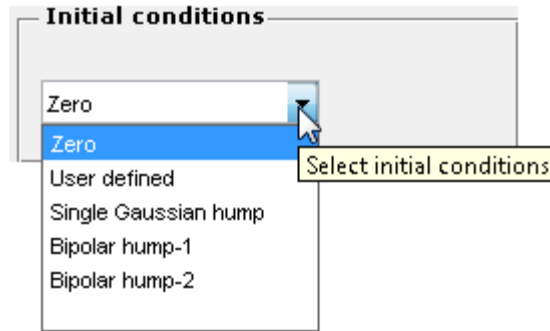 Initial conditions
Zero
Zero
User defined
Select initial conditions
Single Gaussian hump
Bipolar hump-1
Bipolar hump-2